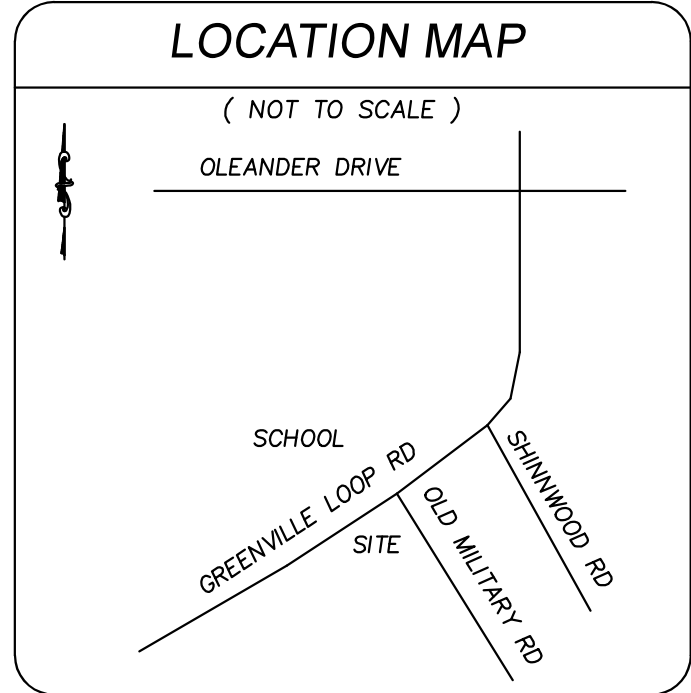 LOCATION MAP
( NOT TO SCALE )
OLEANDER DRIVE
SCHOOL
GREENVILLE LOOP RD
SHINNWOOD RD
SITE
OLD MILITARY RD